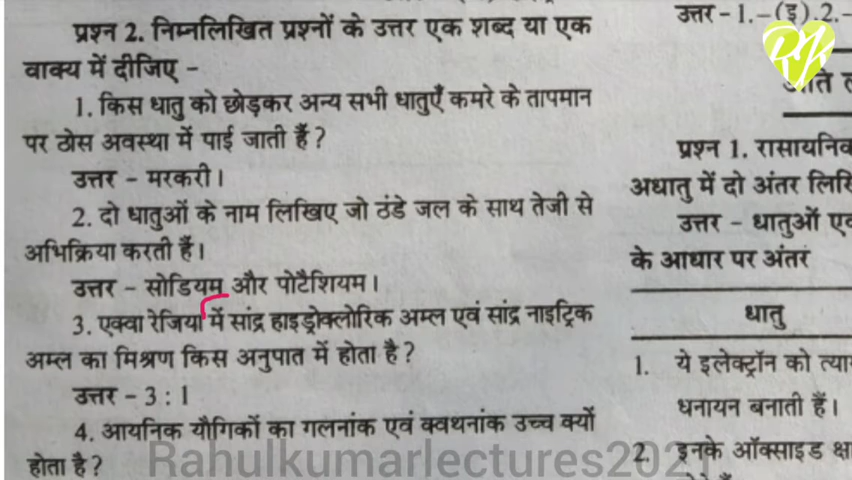 प्रश्न 2. निम्नलिखित प्रश्नों के उत्तर एक शब्द या एक
वाक्य में दीजिए –
1. किस धातु को छोड़कर अन्य सभी धातुएँ कमरे के तापमान
पर ठोस अवस्था में पाई जाती हैं ?
उत्तर – मरकरी।
2. दो धातुओं के नाम लिखिए जो ठंडे जल के साथ तेजी से
अभिक्रिया करती हैं।
उत्तर – सोडियम और पोटैशियम।
3. एक्वा रेजिया में सांद्र हाइड्रोक्लोरिक अम्ल एवं सांद्र नाइट्रिक
अम्ल का मिश्रण किस अनुपात में होता है ?
उत्तर – 3 : 1
4. आयनिक यौगिकों का गलनांक एवं क्वथनांक उच्च क्यों
होता है ?
उत्तर – 1.–(इ).2.–
RK
प्रश्न 1. रासायनिक
अधातु में दो अंतर
उत्तर – धातुओं
के आधार पर अंतर
धातु
1. ये इलेक्ट्रॉन को
धनायन बनाती हैं।
2. इनके ऑक्साइड
Rahulkumarlectures2021